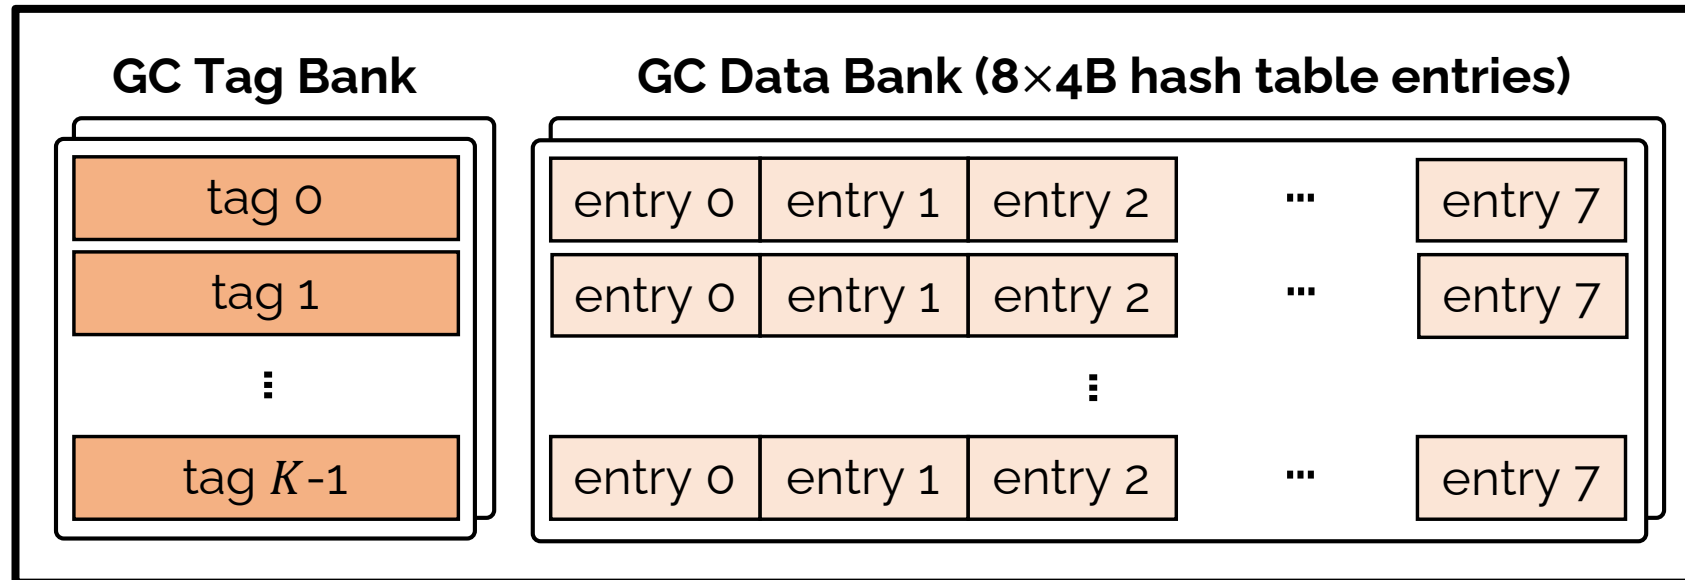 GC Tag Bank
GC Data Bank (8×4B hash table entries)
tag 0
entry 0 entry 1 entry 2 ... entry 7
tag 1
entry 0 entry 1 entry 2 ... entry 7
⋮ ⋮
tag K-1
entry 0 entry 1 entry 2 ... entry 7